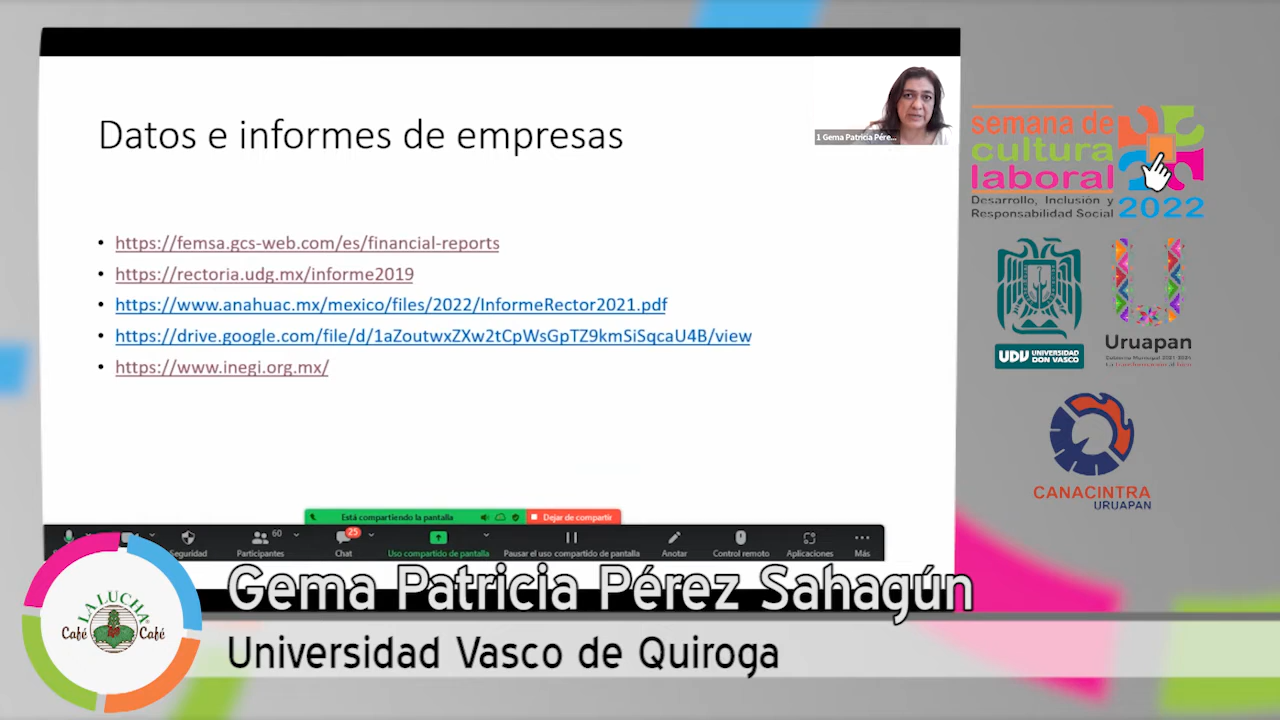 Datos e informes de empresas
1 Gema Patricia Pére...
• https://femsa.gcs-web.com/es/financial-reports
• https://rectoria.udg.mx/informe2019
• https://www.anahuac.mx/mexico/files/2022/InformeRector2021.pdf
• https://drive.google.com/file/d/1aZoutwxZXw2tCpWsGpTZ9kmSiSqcaU4B/view
• https://www.inegi.org.mx/
semana de
cultura
laboral
Desarrollo, Inclusión y
Responsabilidad Social
2022
UDV UNIVERSIDAD
DON VASCO
Uruapan
Gobierno Municipal 2021-2024
CANACINTRA
URUAPAN
Está compartiendo la pantalla
Dejar de compartir
Seguridad
Participantes
60
Chat
25
Uso compartido de pantalla
Pausar el uso compartido de pantalla
Anotar
Control remoto
Aplicaciones
Más
LA LUCHA
Café
Café
Gema Patricia Pérez Sahagún
Universidad Vasco de Quiroga